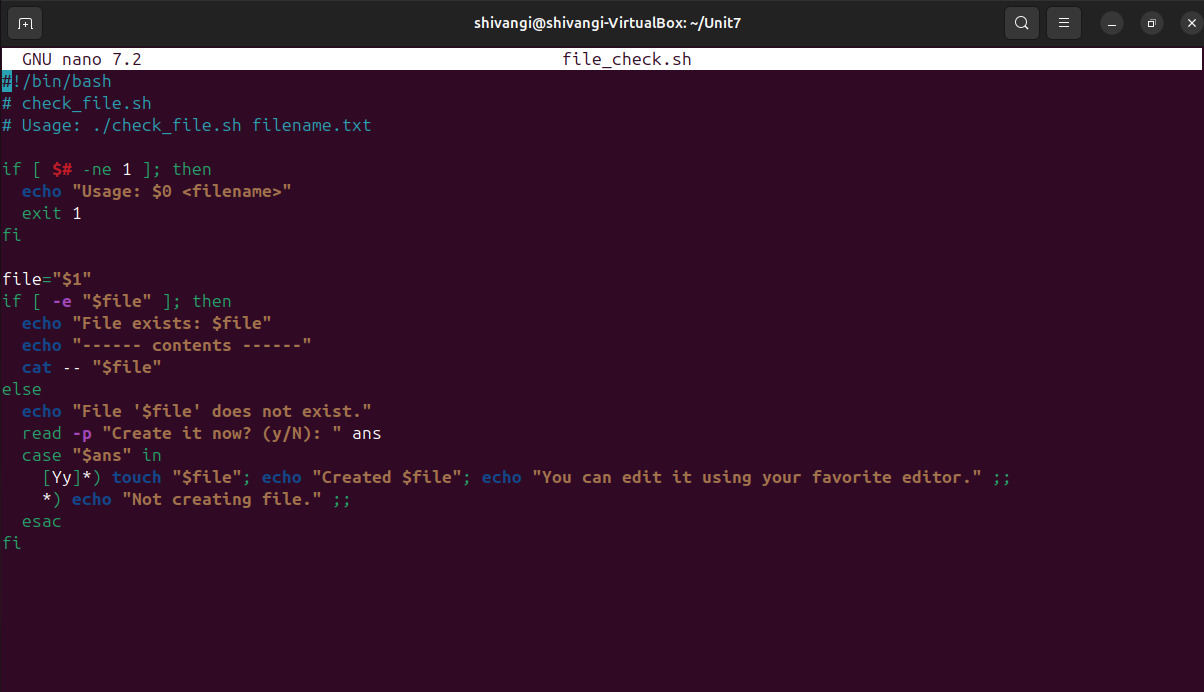 shivangi@shivangi-VirtualBox: ~/Unit7
GNU nano 7.2 file_check.sh
#!/bin/bash
# check_file.sh
# Usage: ./check_file.sh filename.txt
if [ $# -ne 1 ]; then
echo "Usage: $0 <filename>"
exit 1
fi
file="$1"
if [ -e "$file" ]; then
echo "File exists: $file"
echo "------ contents ------"
cat -- "$file"
else
echo "File '$file' does not exist."
read -p "Create it now? (y/N): " ans
case "$ans" in
[Yy]*) touch "$file"; echo "Created $file"; echo "You can edit it using your favorite editor." ;;
*) echo "Not creating file." ;;
esac
fi